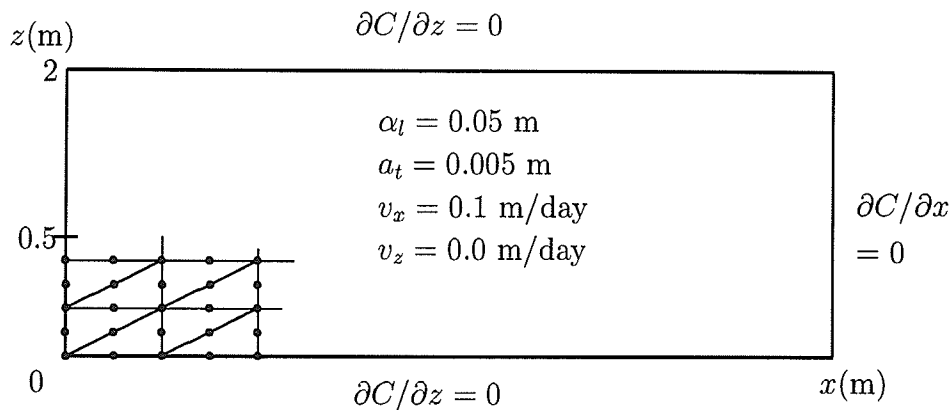 ∂C/∂z = 0
z(m)
2
α_l = 0.05 m
a_t = 0.005 m
v_x = 0.1 m/day
v_z = 0.0 m/day
∂C/∂x
= 0
0.5
0
∂C/∂z = 0
x(m)